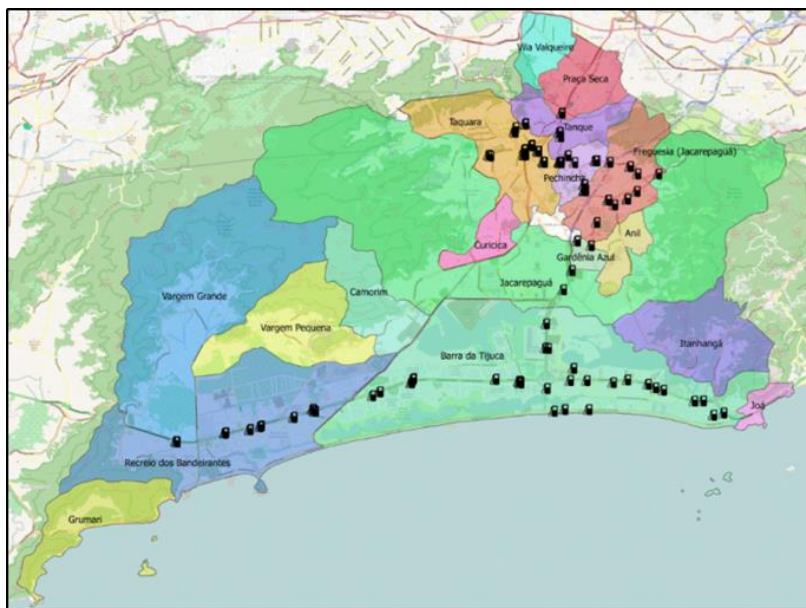 Vila Valqueire
Praça Seca
Taquara
Tanque
Freguesia (Jacarepaguá)
Pechincha
Anil
Curicica
Gardênia Azul
Jacarepaguá
Camorim
Vargem Grande
Vargem Pequena
Itanhangá
Barra da Tijuca
Joá
Recreio dos Bandeirantes
Grumari